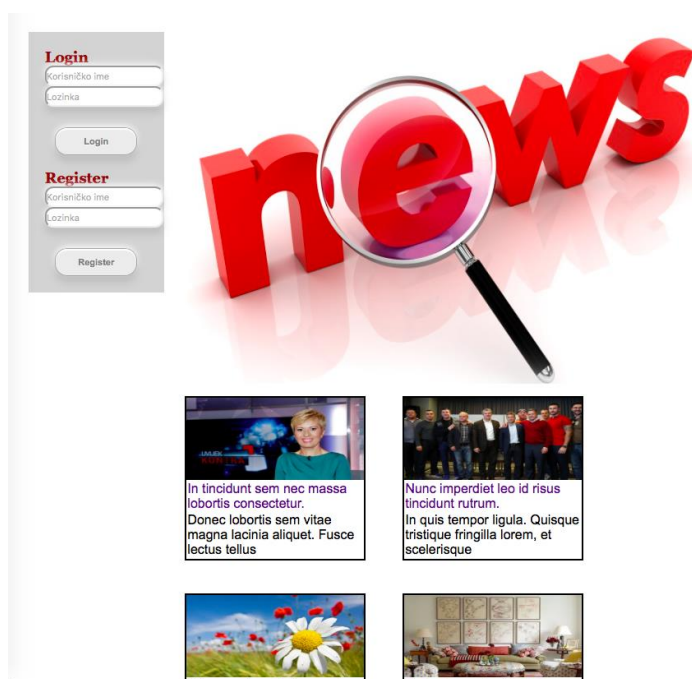 Login
Korisničko ime
Lozinka
Login
Register
Korisničko ime
Lozinka
Register
news
In tincidunt sem nec massa
lobortis consectetur.
Donec lobortis sem vitae
magna lacinia aliquet. Fusce
lectus tellus
Nunc imperdiet leo id risus
tincidunt rutrum.
In quis tempor ligula. Quisque
tristique fringilla lorem, et
scelerisque